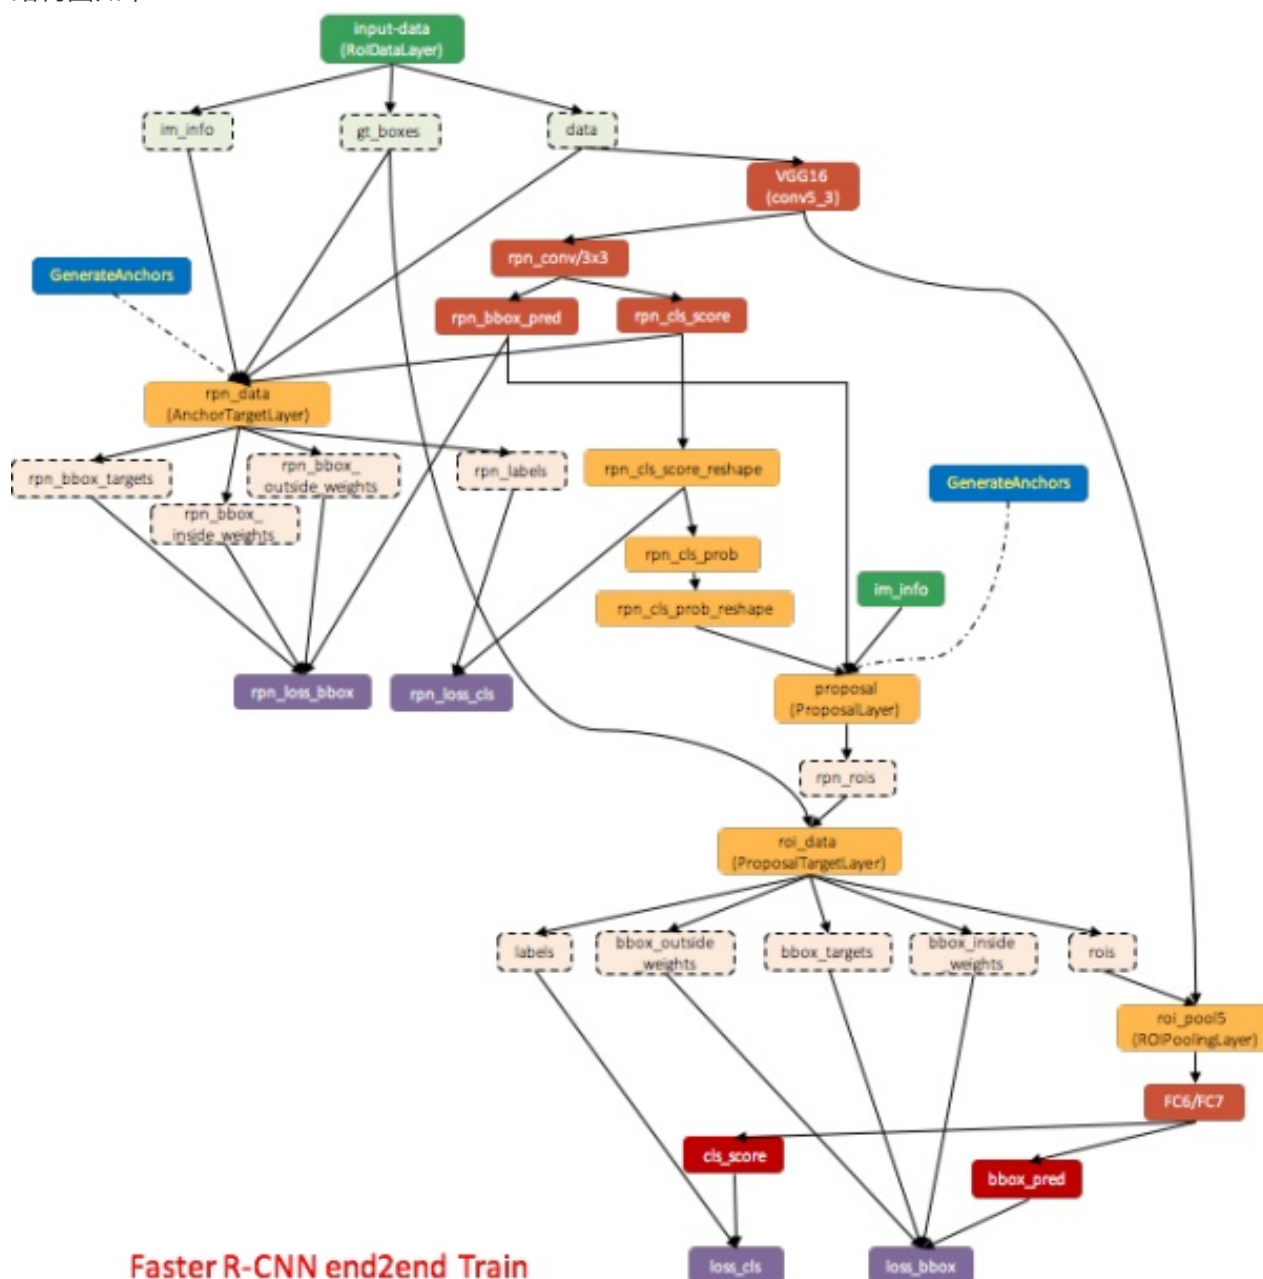 input-data
(RoIDataLayer)
im_info
gt_boxes
data
VGG16
(conv5_3)
rpn_conv/3x3
GenerateAnchors
rpn_bbox_pred
rpn_cls_score
rpn_data
(AnchorTargetLayer)
rpn_bbox_targets
rpn_bbox_
outside_weights
rpn_labels
rpn_cls_score_reshape
GenerateAnchors
rpn_bbox_
inside_weights
rpn_cls_prob
im_info
rpn_cls_prob_reshape
rpn_loss_bbox
rpn_loss_cls
proposal
(ProposalLayer)
rpn_rois
roi_data
(ProposalTargetLayer)
labels
bbox_outside
_weights
bbox_targets
bbox_inside
_weights
rois
roi_pool5
(ROIPoolingLayer)
FC6/FC7
cls_score
bbox_pred
Faster R-CNN end2end Train
loss_cls
loss_bbox